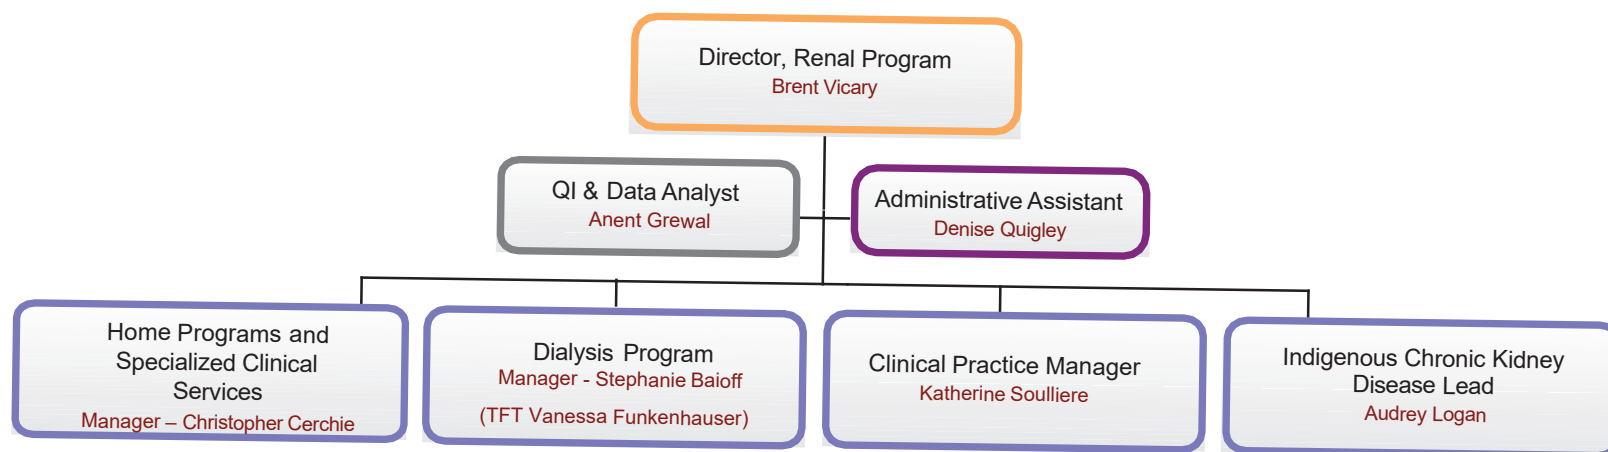 Director, Renal Program
Brent Vicary
QI & Data Analyst
Anent Grewal
Administrative Assistant
Denise Quigley
Home Programs and
Specialized Clinical
Services
Manager – Christopher Cerchie
Dialysis Program
Manager - Stephanie Baioff
(TFT Vanessa Funkenhauser)
Clinical Practice Manager
Katherine Soulliere
Indigenous Chronic Kidney
Disease Lead
Audrey Logan